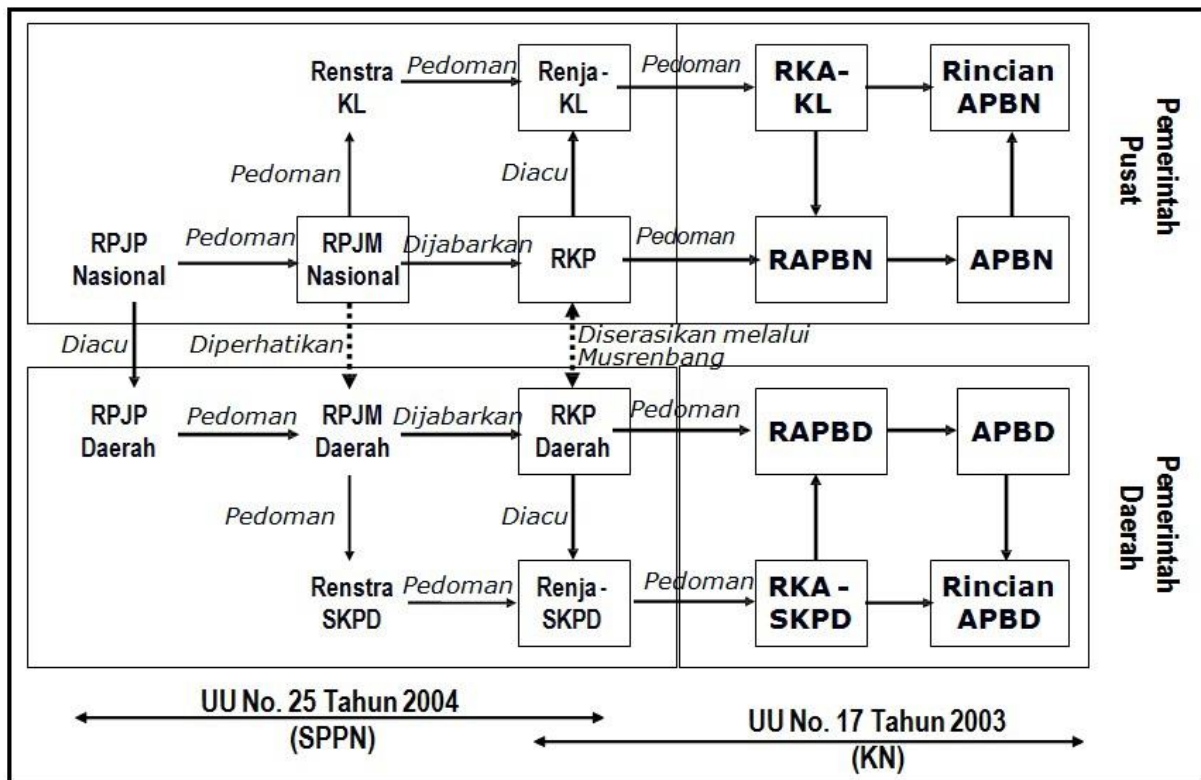 Renstra
KL
Pedoman
Renja-
KL
Pedoman
RKA-
KL
Rincian
APBN
Pedoman
Diacu
RPJP
Nasional
Pedoman
RPJM
Nasional
Dijabarkan
RKP
Pedoman
RAPBN
APBN
Pemerintah
Pusat
Diacu
Diperhatikan
Diserasikan melalui
Musrenbang
RPJP
Daerah
Pedoman
RPJM
Daerah
Dijabarkan
RKP
Daerah
Pedoman
RAPBD
APBD
Pedoman
Diacu
Renstra
SKPD
Pedoman
Renja-
SKPD
Pedoman
RKA -
SKPD
Rincian
APBD
Pemerintah
Daerah
UU No. 25 Tahun 2004
(SPPN)
UU No. 17 Tahun 2003
(KN)